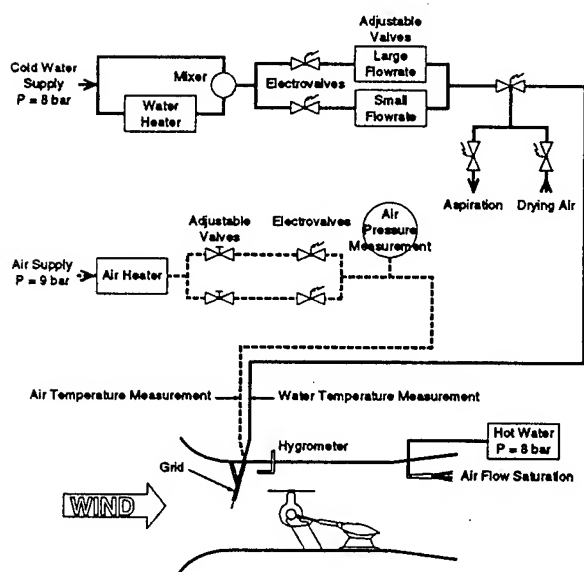 Adjustable
Valves
Cold Water
Supply
P = 8 bar
Mixer
Electrovalves
Large
Flowrate
Water
Heater
Small
Flowrate
Aspiration
Drying Air
Adjustable
Valves
Electrovalves
Air
Pressure
Measurement
Air Supply
P = 9 bar
Air Heater
Air Temperature Measurement
Water Temperature Measurement
Hygrometer
Hot Water
P = 8 bar
Grid
Air Flow Saturation
WIND